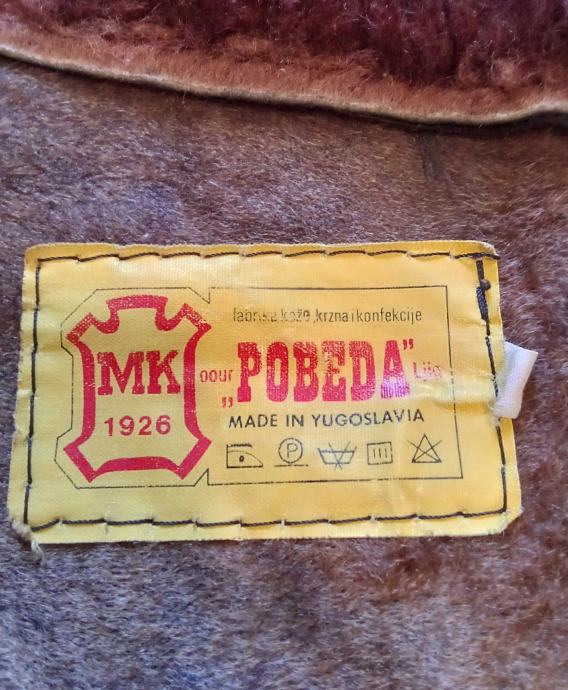 MK
1926
fabrika kože, krzna i konfekcije
oour „POBEDA”
MADE IN YUGOSLAVIA
P